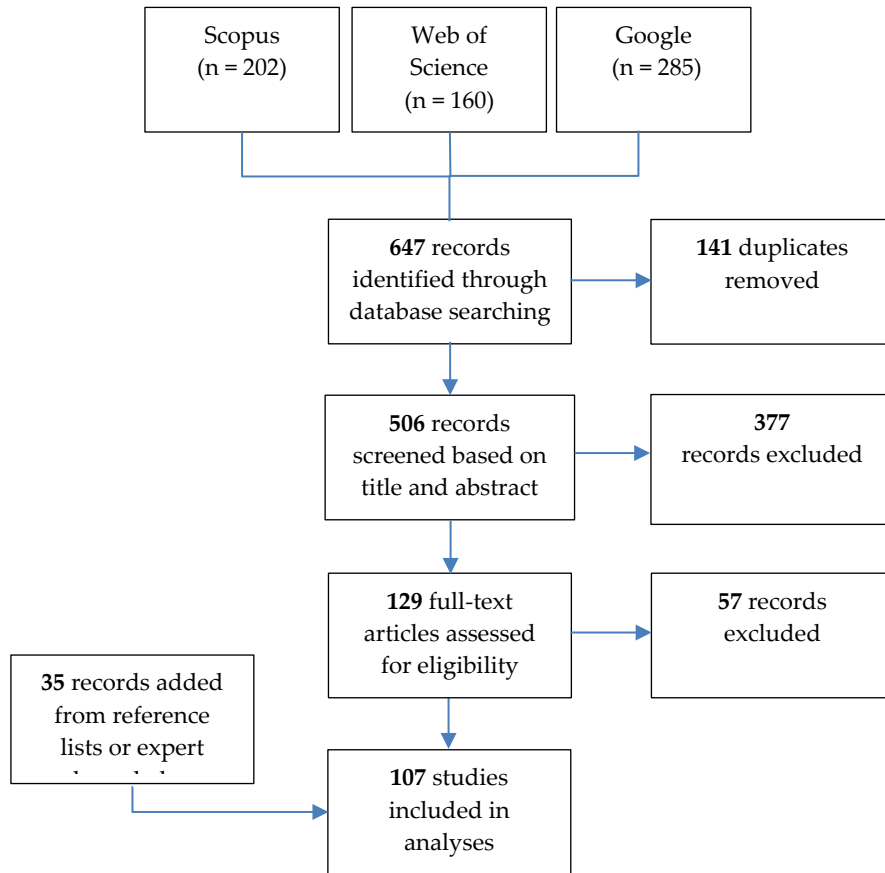 Scopus
(n = 202)
Web of
Science
(n = 160)
Google
(n = 285)
647 records
identified through
database searching
141 duplicates
removed
506 records
screened based on
title and abstract
377
records excluded
129 full-text
articles assessed
for eligibility
57 records
excluded
35 records added
from reference
lists or expert
107 studies
included in
analyses